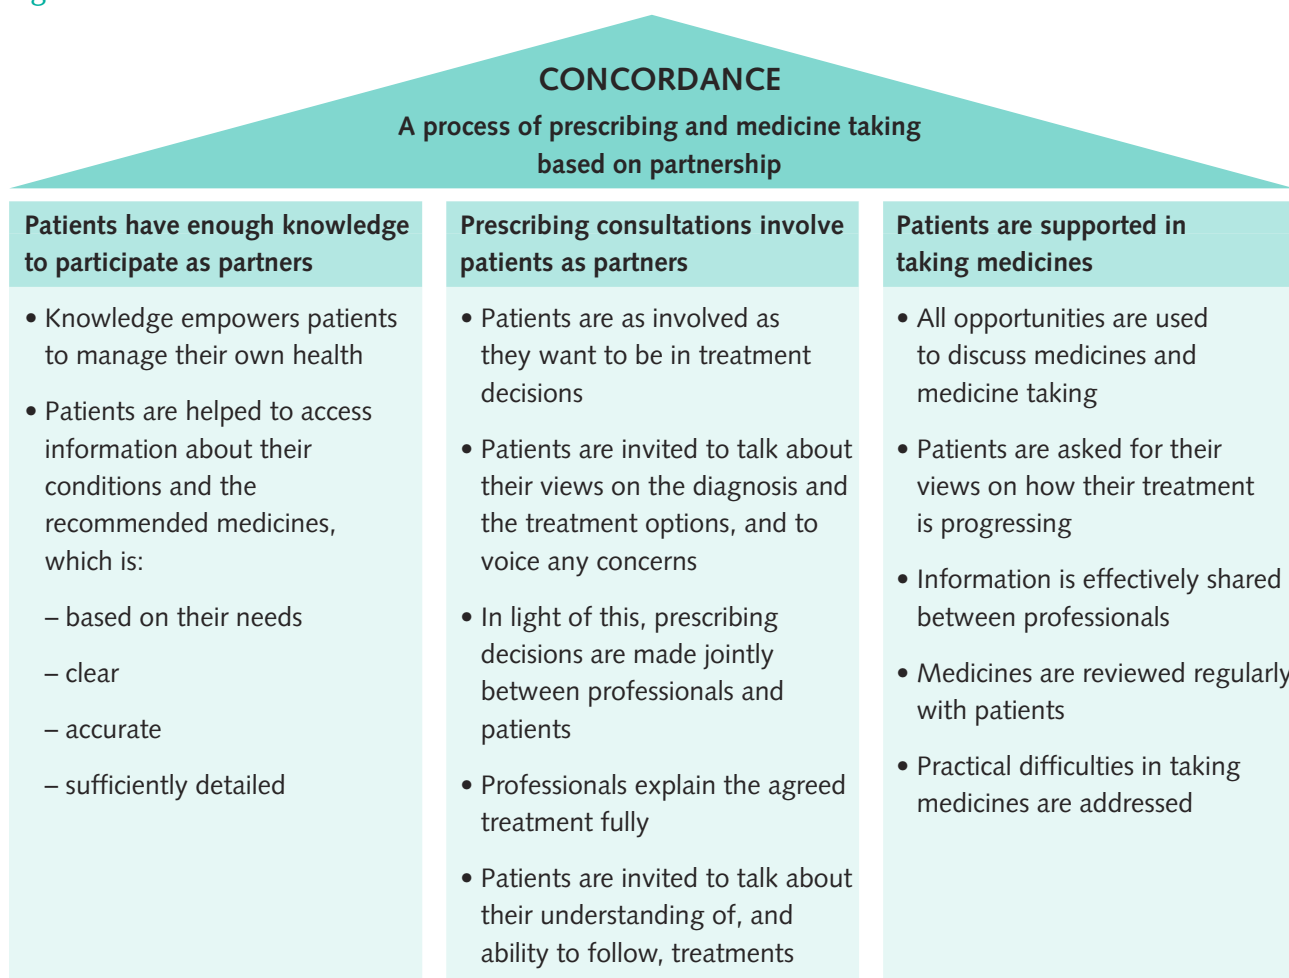 CONCORDANCE
A process of prescribing and medicine taking
based on partnership
Patients have enough knowledge
to participate as partners
• Knowledge empowers patients
to manage their own health
• Patients are helped to access
information about their
conditions and the
recommended medicines,
which is:
– based on their needs
– clear
– accurate
– sufficiently detailed
Prescribing consultations involve
patients as partners
• Patients are as involved as
they want to be in treatment
decisions
• Patients are invited to talk about
their views on the diagnosis and
the treatment options, and to
voice any concerns
• In light of this, prescribing
decisions are made jointly
between professionals and
patients
• Professionals explain the agreed
treatment fully
• Patients are invited to talk about
their understanding of, and
ability to follow, treatments
Patients are supported in
taking medicines
• All opportunities are used
to discuss medicines and
medicine taking
• Patients are asked for their
views on how their treatment
is progressing
• Information is effectively shared
between professionals
• Medicines are reviewed regularly
with patients
• Practical difficulties in taking
medicines are addressed